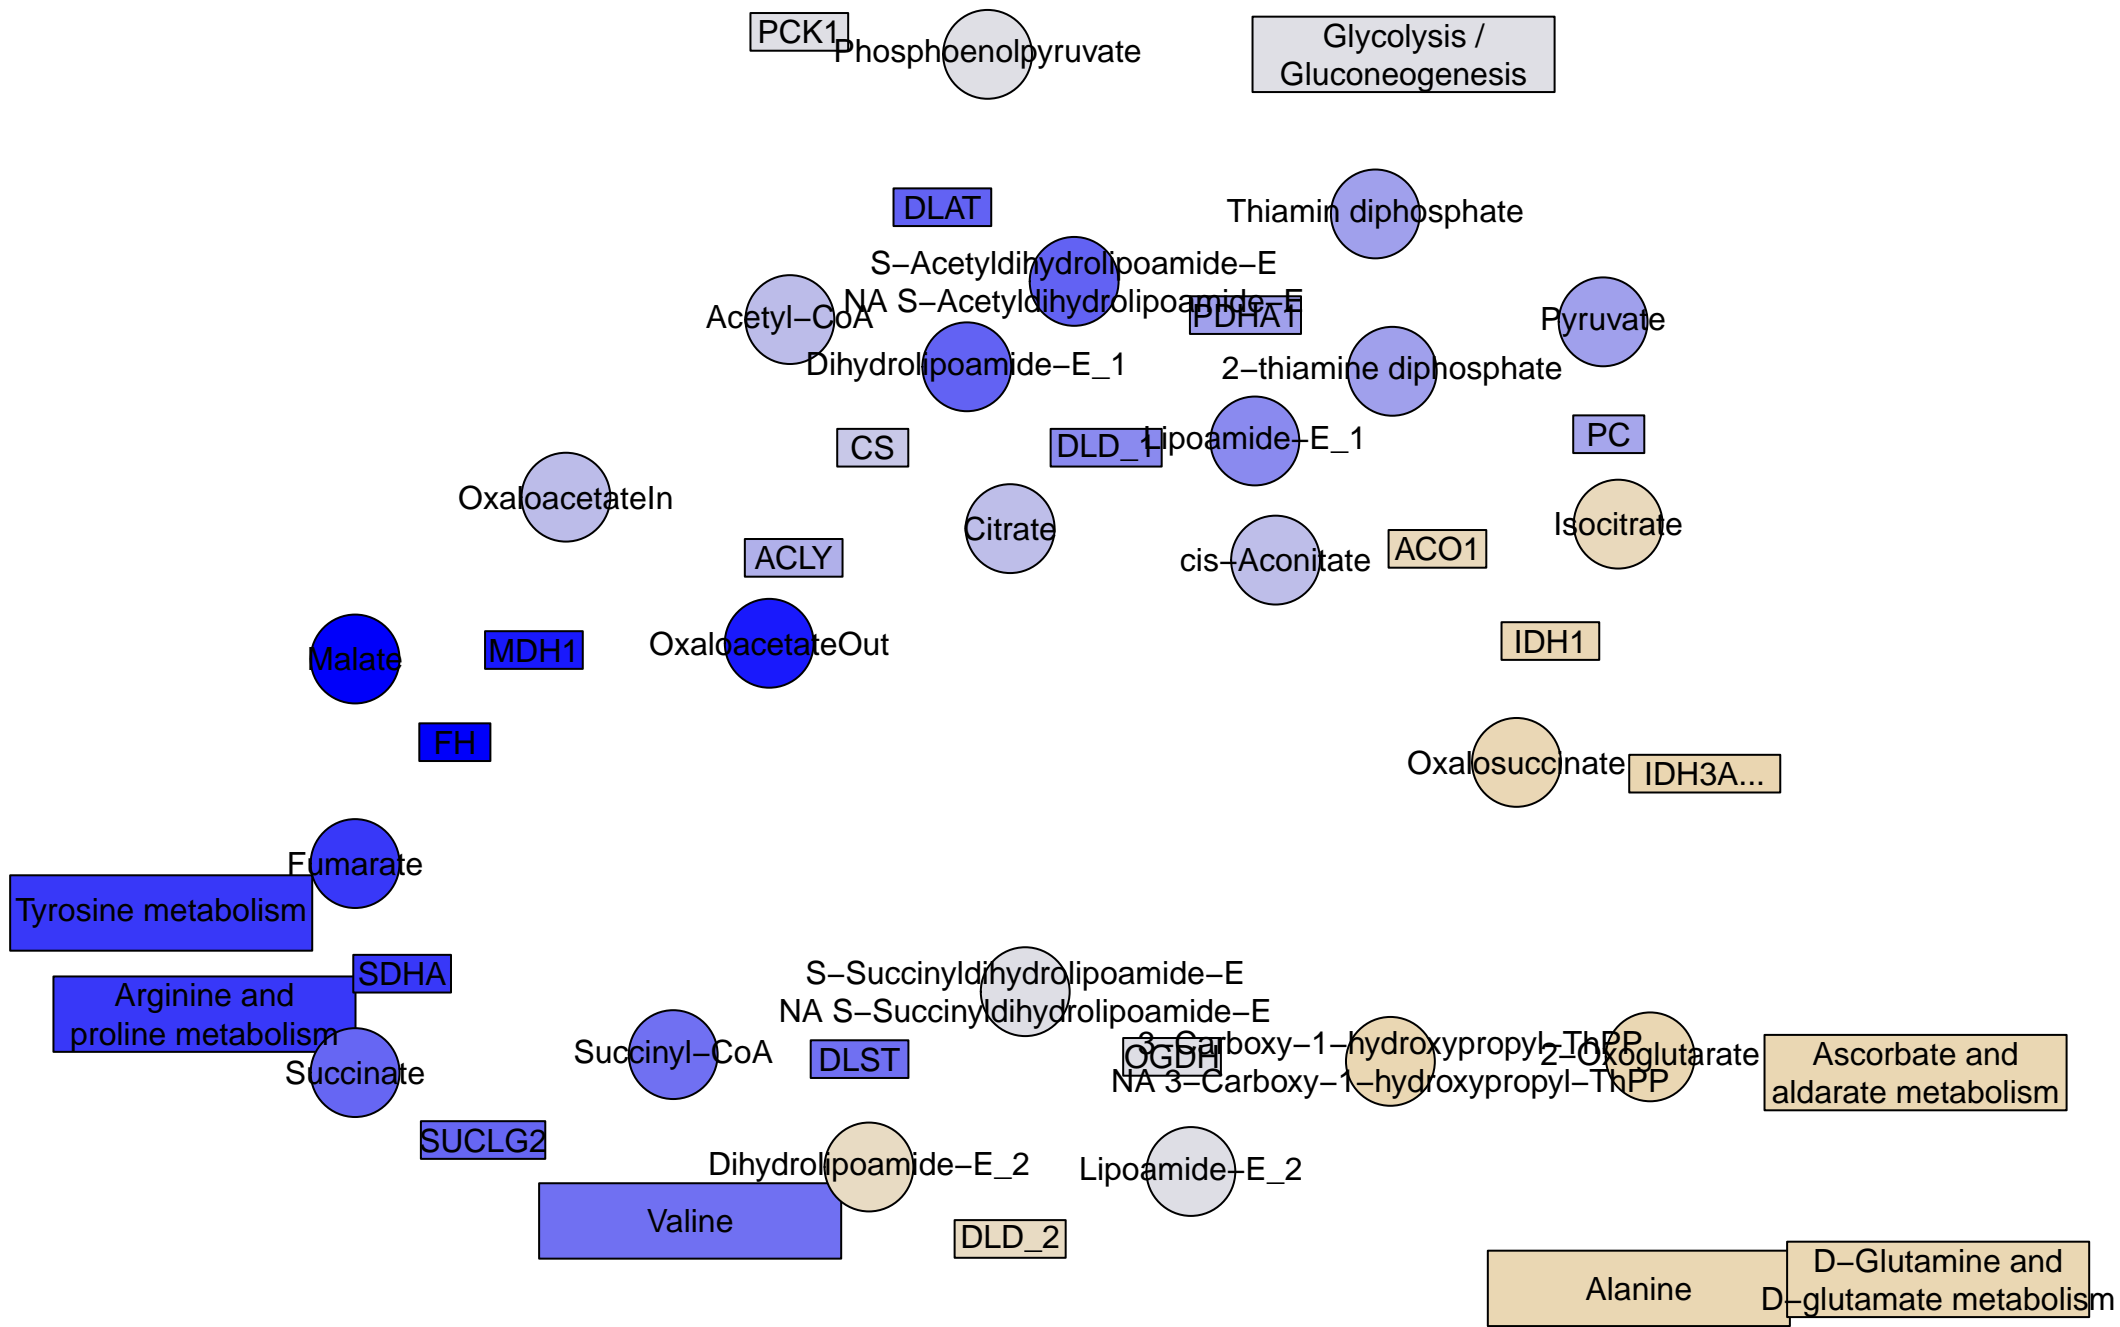 PCK1
Phosphoenolpyruvate
Glycolysis /
Gluconeogenesis
DLAT
Thiamin diphosphate
S−Acetyldihydrolipoamide−E
NA S−Acetyldihydrolipoamide−E
Acetyl−CoA
PDHA1
Pyruvate
Dihydrolipoamide−E_1
2−thiamine diphosphate
CS
DLD_1
Lipoamide−E_1
PC
OxaloacetateIn
Citrate
Isocitrate
ACLY
cis−Aconitate
ACO1
Malate
MDH1
OxaloacetateOut
IDH1
FH
Oxalosuccinate
IDH3A...
Fumarate
Tyrosine metabolism
SDHA
Arginine and
proline metabolism
S−Succinyldihydrolipoamide−E
NA S−Succinyldihydrolipoamide−E
Succinate
Succinyl−CoA
DLST
OGDH
3−Carboxy−1−hydroxypropyl−ThPP
NA 3−Carboxy−1−hydroxypropyl−ThPP
2−Oxoglutarate
Ascorbate and
aldarate metabolism
SUCLG2
Dihydrolipoamide−E_2
Lipoamide−E_2
Valine
DLD_2
Alanine
D−Glutamine and
D−glutamate metabolism